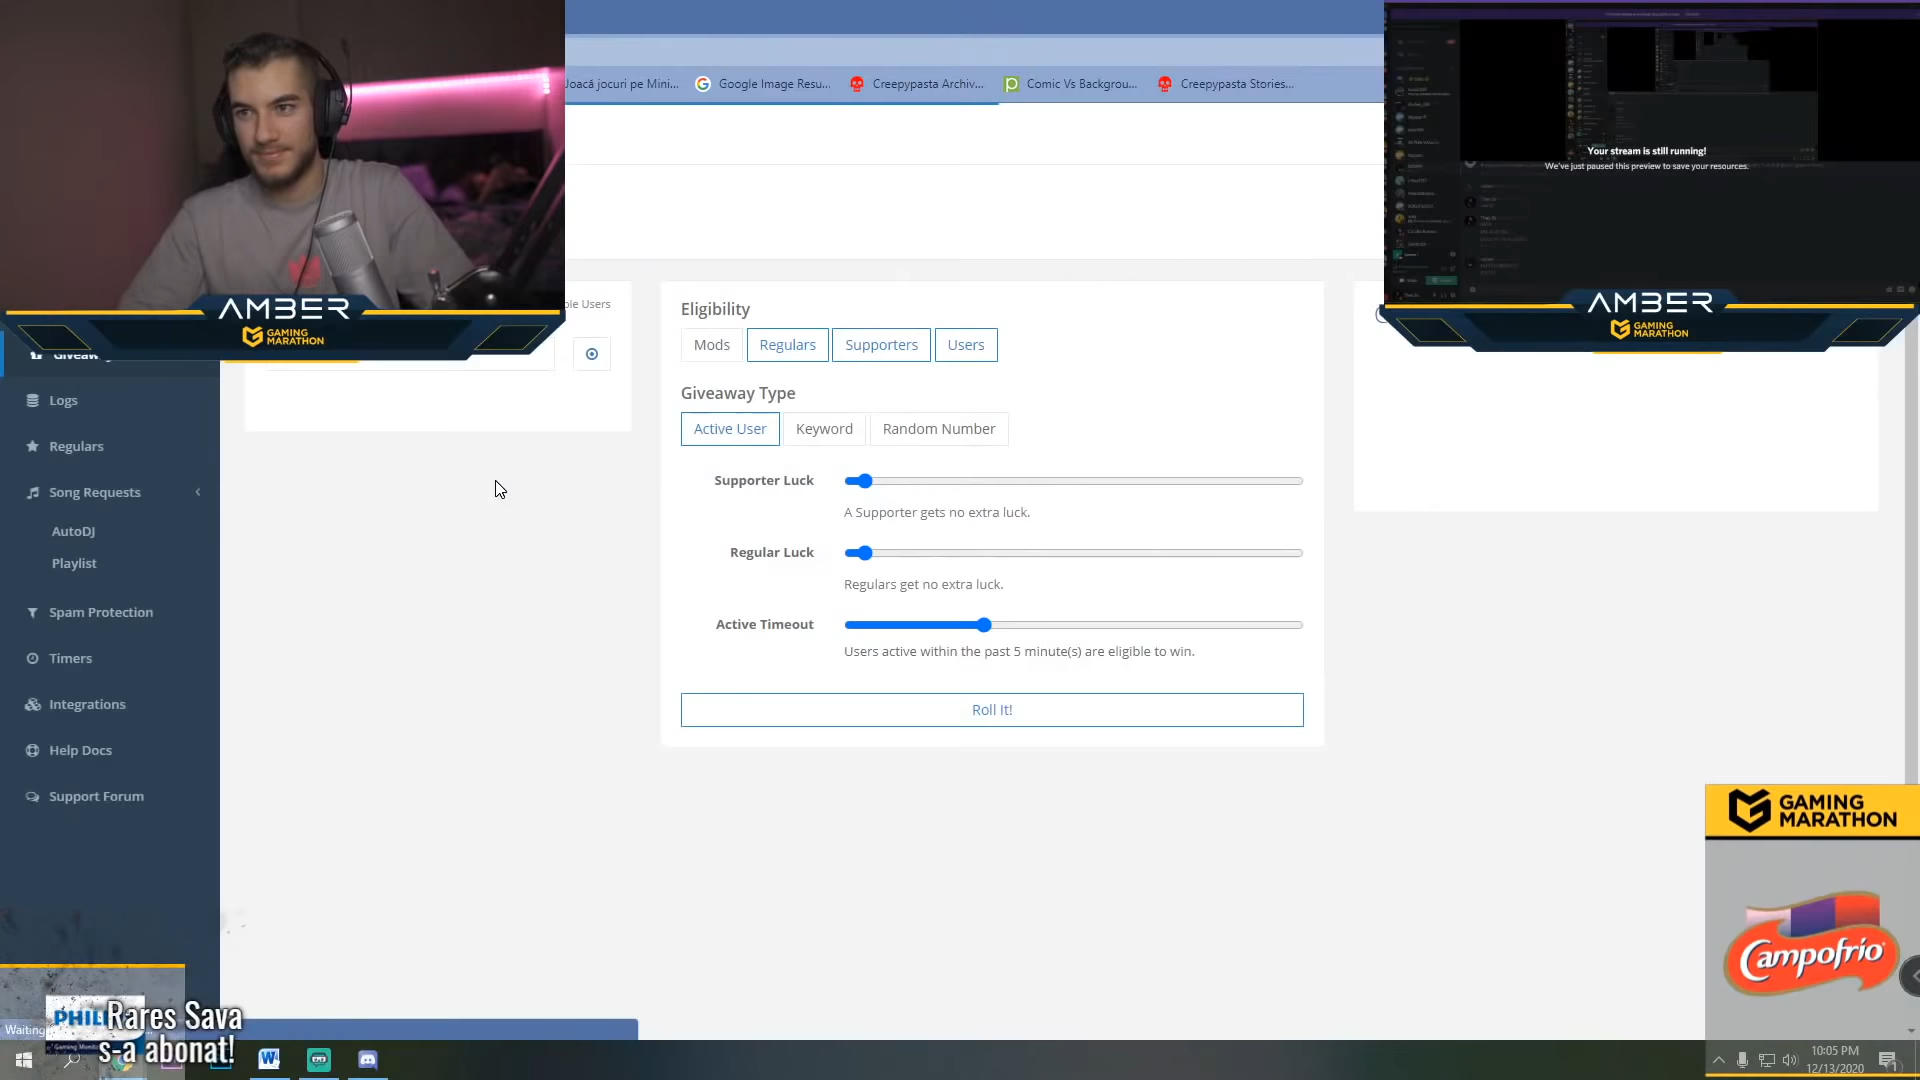 Joacă jocuri pe Mini...
Google Image Resu...
Creepypasta Archiv...
Comic Vs Backgrou...
Creepypasta Stories...
Your stream is still running!
We've just paused this preview to save your resources.
AMBER
GAMING
MARATHON
AMBER
GAMING
MARATHON
Users
Eligibility
Mods
Regulars
Supporters
Users
Giveaway Type
Active User
Keyword
Random Number
Supporter Luck
A Supporter gets no extra luck.
Regular Luck
Regulars get no extra luck.
Active Timeout
Users active within the past 5 minute(s) are eligible to win.
Roll It!
Logs
Regulars
Song Requests
AutoDJ
Playlist
Spam Protection
Timers
Integrations
Help Docs
Support Forum
GAMING
MARATHON
Campofrío
Rares Sava
s-a abonat!
Waiting
10:05 PM
12/13/2020